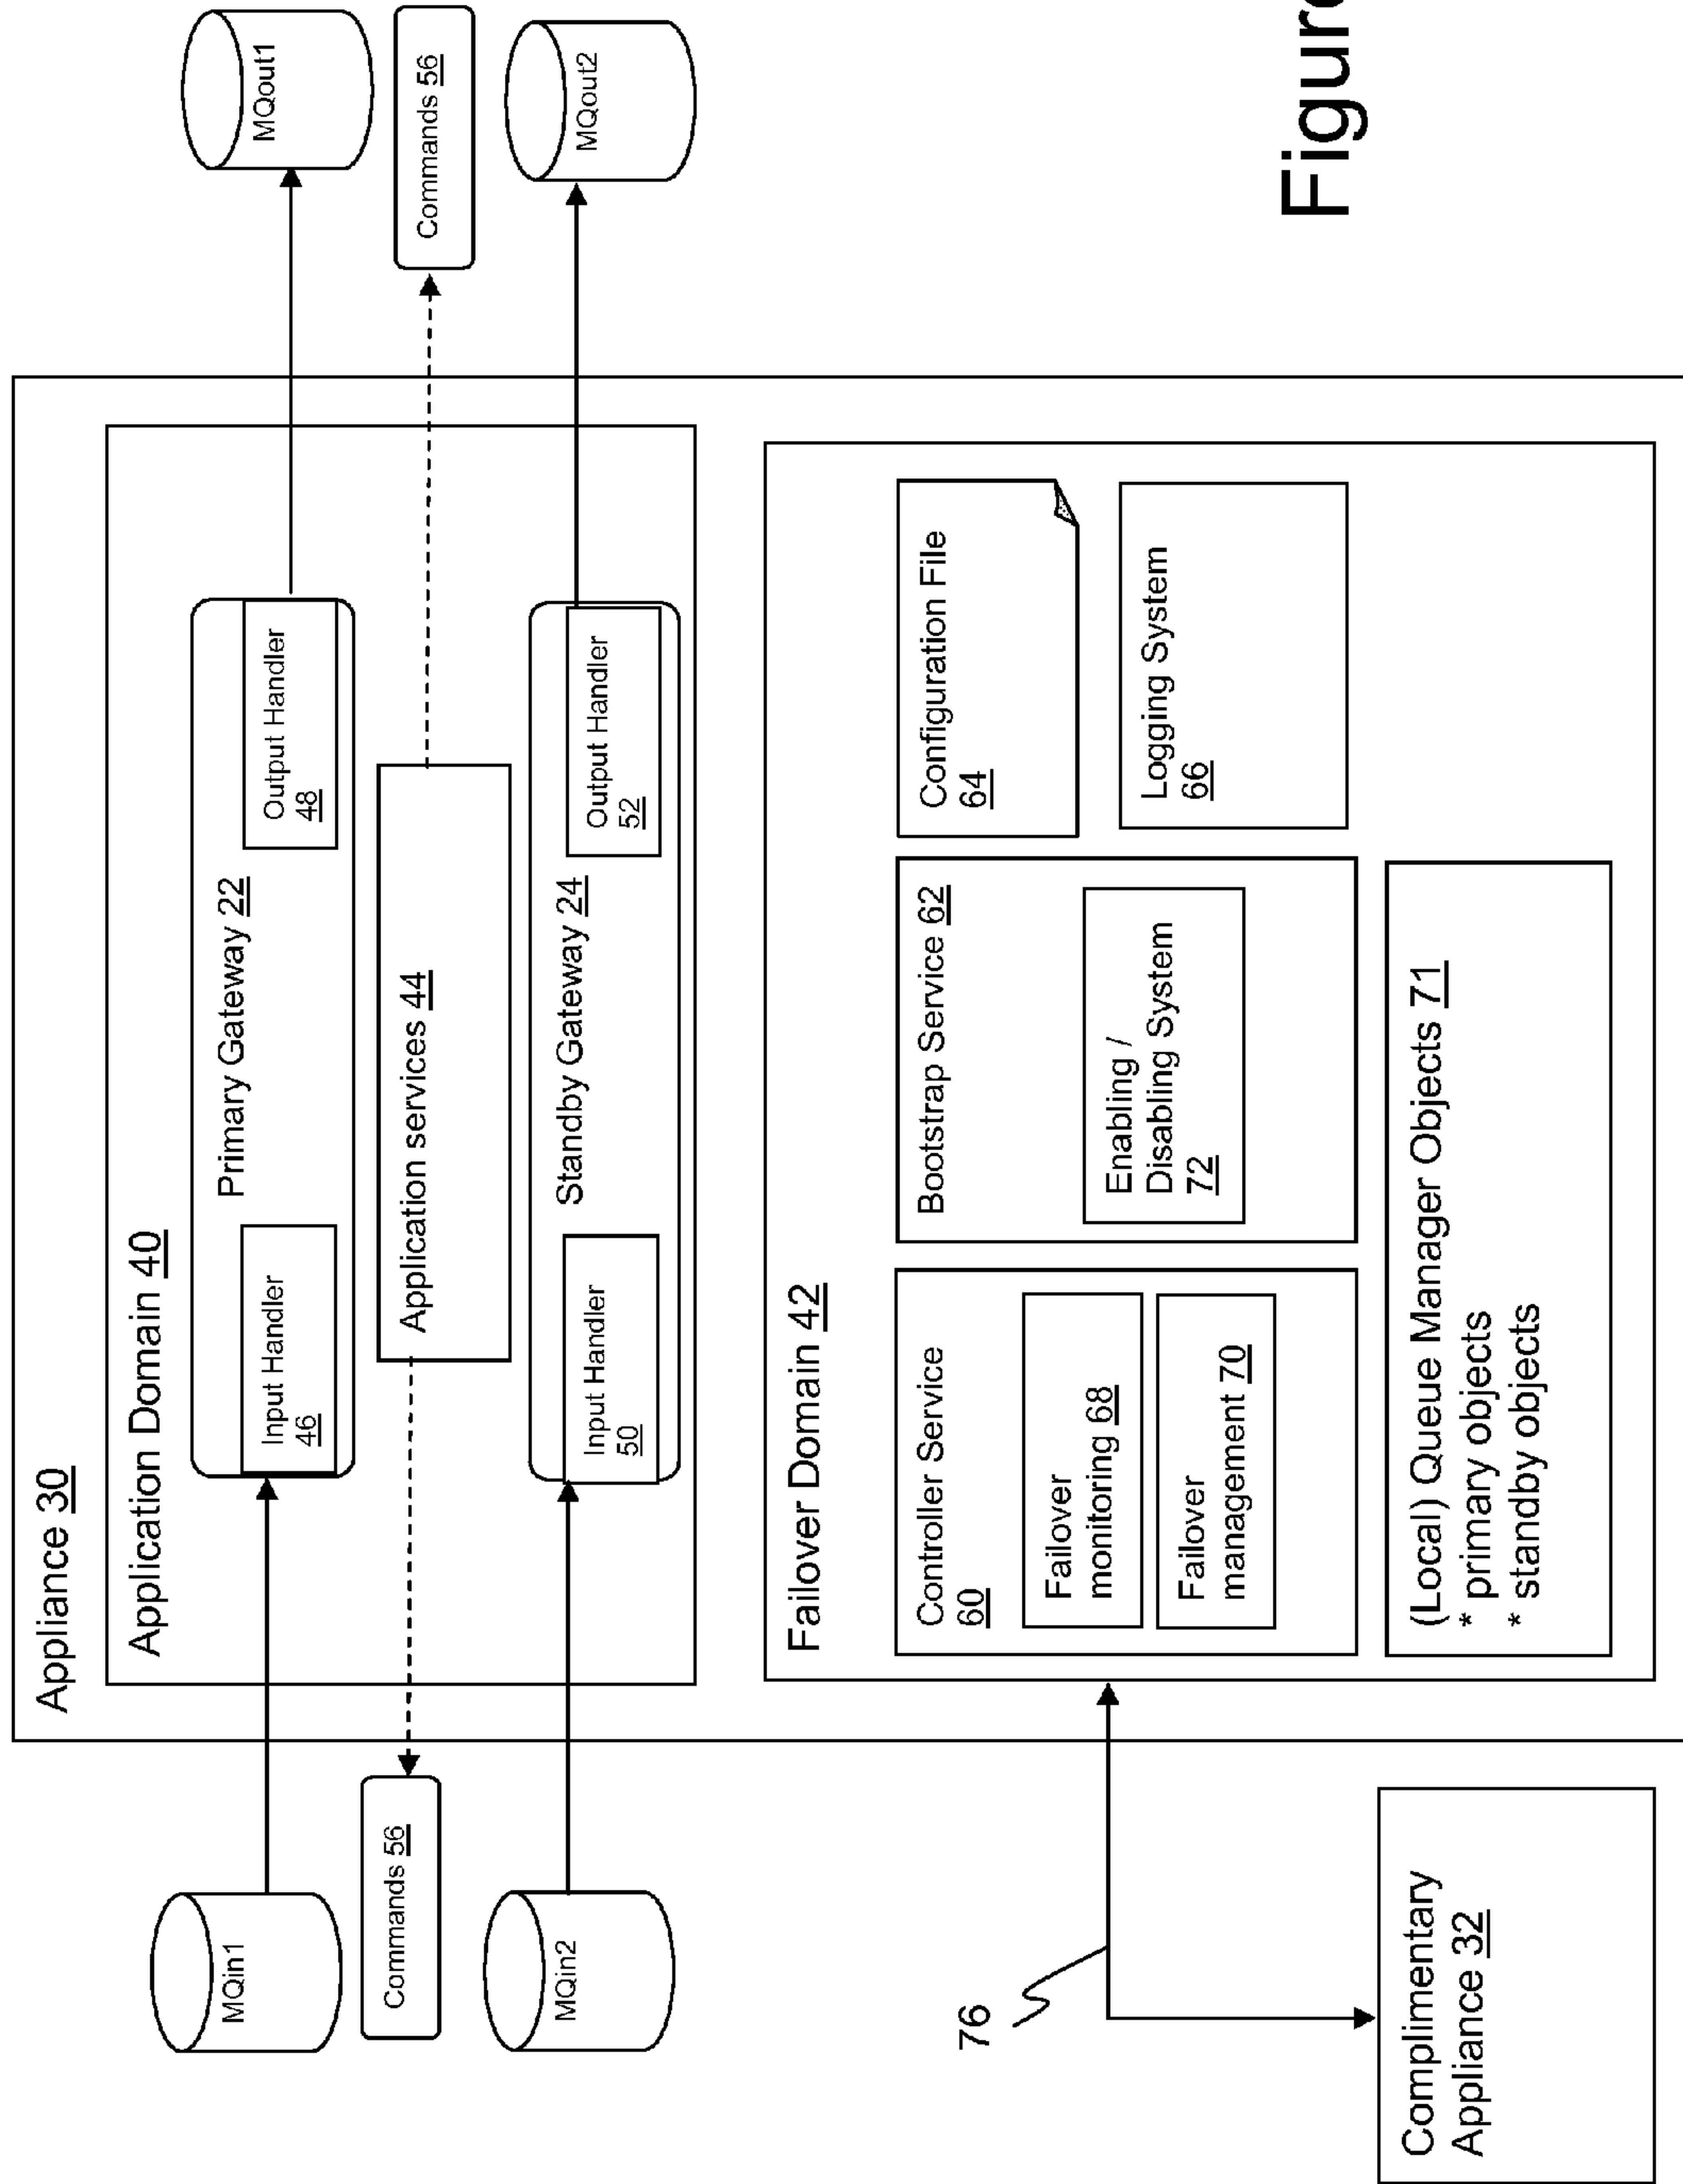 Appliance 30
Application Domain 40
MQin1
Input Handler
46
Primary Gateway 22
Output Handler
48
MQout1
Commands 56
Application services 44
Commands 56
MQin2
Input Handler
50
Standby Gateway 24
Output Handler
52
MQout2
Failover Domain 42
Controller Service
60
Failover
monitoring 68
Failover
management 70
Bootstrap Service 62
Enabling /
Disabling System
72
Configuration File
64
Logging System
66
(Local) Queue Manager Objects 71
* primary objects
* standby objects
76
Complimentary
Appliance 32
Figure